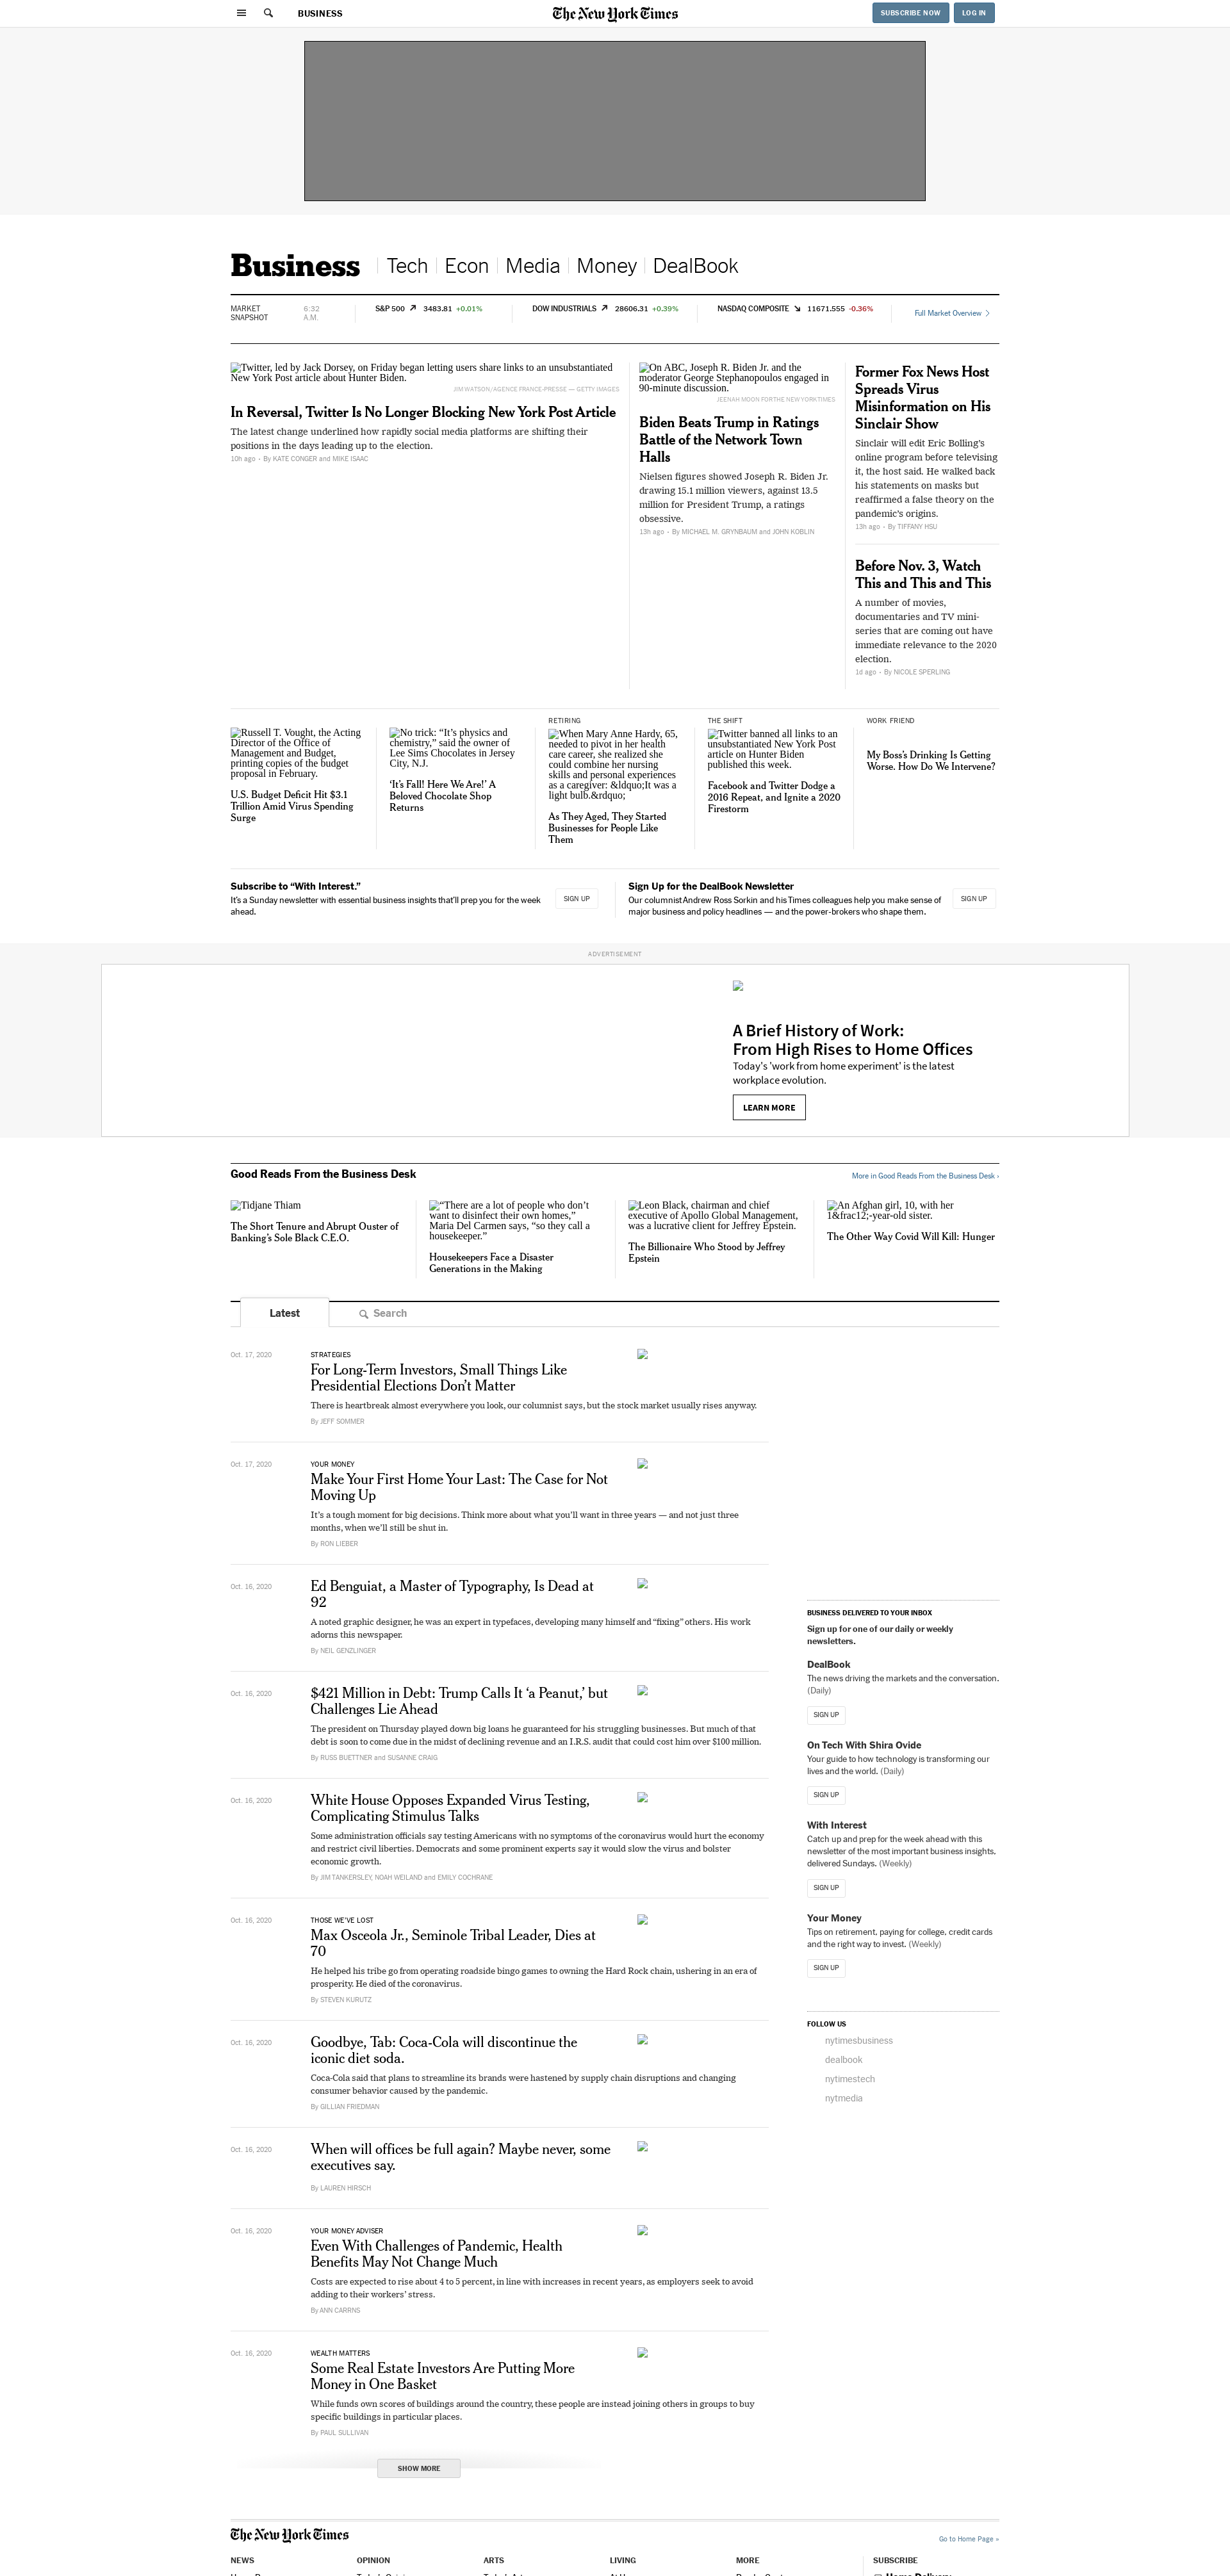 BUSINESS
The New York Times
SUBSCRIBE NOW
LOG IN
Business
Tech
Econ
Media
Money
DealBook
MARKET
SNAPSHOT
6:32
A.M.
S&P 500 3483.81 +0.01%
DOW INDUSTRIALS 28606.31 +0.39%
NASDAQ COMPOSITE 11671.555 -0.36%
Full Market Overview
Twitter, led by Jack Dorsey, on Friday began letting users share links to an unsubstantiated
New York Post article about Hunter Biden.
JIM WATSON/AGENCE FRANCE-PRESSE — GETTY IMAGES
In Reversal, Twitter Is No Longer Blocking New York Post Article
The latest change underlined how rapidly social media platforms are shifting their
positions in the days leading up to the election.
10h ago • By KATE CONGER and MIKE ISAAC
On ABC, Joseph R. Biden Jr. and the
moderator George Stephanopoulos engaged in
90-minute discussion.
JEENAH MOON FOR THE NEW YORK TIMES
Biden Beats Trump in Ratings
Battle of the Network Town
Halls
Nielsen figures showed Joseph R. Biden Jr.
drawing 15.1 million viewers, against 13.5
million for President Trump, a ratings
obsessive.
13h ago • By MICHAEL M. GRYNBAUM and JOHN KOBLIN
Former Fox News Host
Spreads Virus
Misinformation on His
Sinclair Show
Sinclair will edit Eric Bolling’s
online program before televising
it, the host said. He walked back
his statements on masks but
reaffirmed a false theory on the
pandemic’s origins.
13h ago • By TIFFANY HSU
Before Nov. 3, Watch
This and This and This
A number of movies,
documentaries and TV mini-
series that are coming out have
immediate relevance to the 2020
election.
1d ago • By NICOLE SPERLING
Russell T. Vought, the Acting
Director of the Office of
Management and Budget,
printing copies of the budget
proposal in February.
U.S. Budget Deficit Hit $3.1
Trillion Amid Virus Spending
Surge
No trick: “It’s physics and
chemistry,” said the owner of
Lee Sims Chocolates in Jersey
City, N.J.
‘It’s Fall! Here We Are!’ A
Beloved Chocolate Shop
Returns
RETIRING
When Mary Anne Hardy, 65,
needed to pivot in her health
care career, she realized she
could combine her nursing
skills and personal experiences
as a caregiver: &ldquo;It was a
light bulb.&rdquo;
As They Aged, They Started
Businesses for People Like
Them
THE SHIFT
Twitter banned all links to an
unsubstantiated New York Post
article on Hunter Biden
published this week.
Facebook and Twitter Dodge a
2016 Repeat, and Ignite a 2020
Firestorm
WORK FRIEND
My Boss’s Drinking Is Getting
Worse. How Do We Intervene?
Subscribe to “With Interest.”
It’s a Sunday newsletter with essential business insights that’ll prep you for the week
ahead.
SIGN UP
Sign Up for the DealBook Newsletter
Our columnist Andrew Ross Sorkin and his Times colleagues help you make sense of
major business and policy headlines — and the power-brokers who shape them.
SIGN UP
ADVERTISEMENT
A Brief History of Work:
From High Rises to Home Offices
Today's 'work from home experiment' is the latest
workplace evolution.
LEARN MORE
Good Reads From the Business Desk
More in Good Reads From the Business Desk ›
Tidjane Thiam
The Short Tenure and Abrupt Ouster of
Banking’s Sole Black C.E.O.
“There are a lot of people who don’t
want to disinfect their own homes,”
Maria Del Carmen says, “so they call a
housekeeper.”
Housekeepers Face a Disaster
Generations in the Making
Leon Black, chairman and chief
executive of Apollo Global Management,
was a lucrative client for Jeffrey Epstein.
The Billionaire Who Stood by Jeffrey
Epstein
An Afghan girl, 10, with her
1&frac12;-year-old sister.
The Other Way Covid Will Kill: Hunger
Latest
Search
Oct. 17, 2020
STRATEGIES
For Long-Term Investors, Small Things Like
Presidential Elections Don’t Matter
There is heartbreak almost everywhere you look, our columnist says, but the stock market usually rises anyway.
By JEFF SOMMER
Oct. 17, 2020
YOUR MONEY
Make Your First Home Your Last: The Case for Not
Moving Up
It’s a tough moment for big decisions. Think more about what you’ll want in three years — and not just three
months, when we’ll still be shut in.
By RON LIEBER
Oct. 16, 2020
Ed Benguiat, a Master of Typography, Is Dead at
92
A noted graphic designer, he was an expert in typefaces, developing many himself and “fixing” others. His work
adorns this newspaper.
By NEIL GENZLINGER
Oct. 16, 2020
$421 Million in Debt: Trump Calls It ‘a Peanut,’ but
Challenges Lie Ahead
The president on Thursday played down big loans he guaranteed for his struggling businesses. But much of that
debt is soon to come due in the midst of declining revenue and an I.R.S. audit that could cost him over $100 million.
By RUSS BUETTNER and SUSANNE CRAIG
Oct. 16, 2020
White House Opposes Expanded Virus Testing,
Complicating Stimulus Talks
Some administration officials say testing Americans with no symptoms of the coronavirus would hurt the economy
and restrict civil liberties. Democrats and some prominent experts say it would slow the virus and bolster
economic growth.
By JIM TANKERSLEY, NOAH WEILAND and EMILY COCHRANE
Oct. 16, 2020
THOSE WE’VE LOST
Max Osceola Jr., Seminole Tribal Leader, Dies at
70
He helped his tribe go from operating roadside bingo games to owning the Hard Rock chain, ushering in an era of
prosperity. He died of the coronavirus.
By STEVEN KURUTZ
Oct. 16, 2020
Goodbye, Tab: Coca-Cola will discontinue the
iconic diet soda.
Coca-Cola said that plans to streamline its brands were hastened by supply chain disruptions and changing
consumer behavior caused by the pandemic.
By GILLIAN FRIEDMAN
Oct. 16, 2020
When will offices be full again? Maybe never, some
executives say.
By LAUREN HIRSCH
Oct. 16, 2020
YOUR MONEY ADVISER
Even With Challenges of Pandemic, Health
Benefits May Not Change Much
Costs are expected to rise about 4 to 5 percent, in line with increases in recent years, as employers seek to avoid
adding to their workers’ stress.
By ANN CARRNS
Oct. 16, 2020
WEALTH MATTERS
Some Real Estate Investors Are Putting More
Money in One Basket
While funds own scores of buildings around the country, these people are instead joining others in groups to buy
specific buildings in particular places.
By PAUL SULLIVAN
SHOW MORE
BUSINESS DELIVERED TO YOUR INBOX
Sign up for one of our daily or weekly
newsletters.
DealBook
The news driving the markets and the conversation.
(Daily)
SIGN UP
On Tech With Shira Ovide
Your guide to how technology is transforming our
lives and the world. (Daily)
SIGN UP
With Interest
Catch up and prep for the week ahead with this
newsletter of the most important business insights,
delivered Sundays. (Weekly)
SIGN UP
Your Money
Tips on retirement, paying for college, credit cards
and the right way to invest. (Weekly)
SIGN UP
FOLLOW US
nytimesbusiness
dealbook
nytimestech
nytmedia
The New York Times
Go to Home Page »
NEWS
OPINION
ARTS
LIVING
MORE
SUBSCRIBE